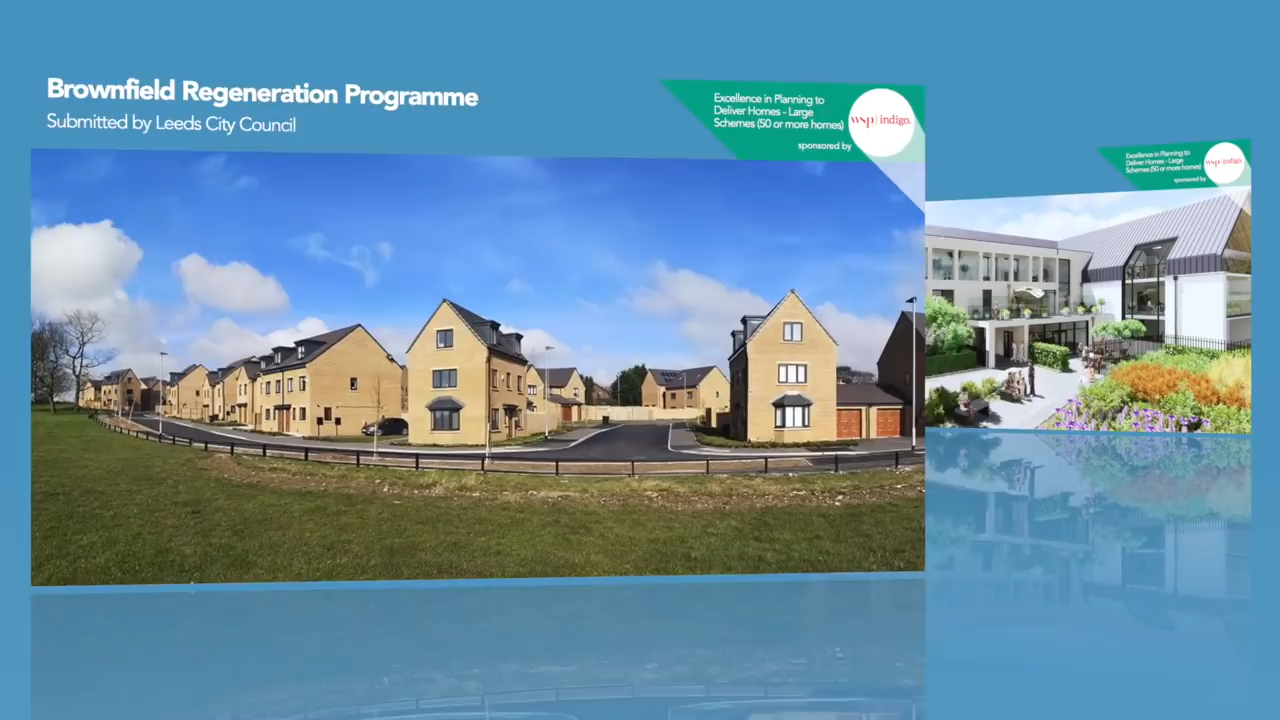 Brownfield Regeneration Programme
Submitted by Leeds City Council
Excellence in Planning to
Deliver Homes - Large
Schemes (50 or more homes)
sponsored by
wsp | indigo.
Excellence in Planning to
Deliver Homes - Large
Schemes (50 or more homes)
sponsored by
wsp | indigo.